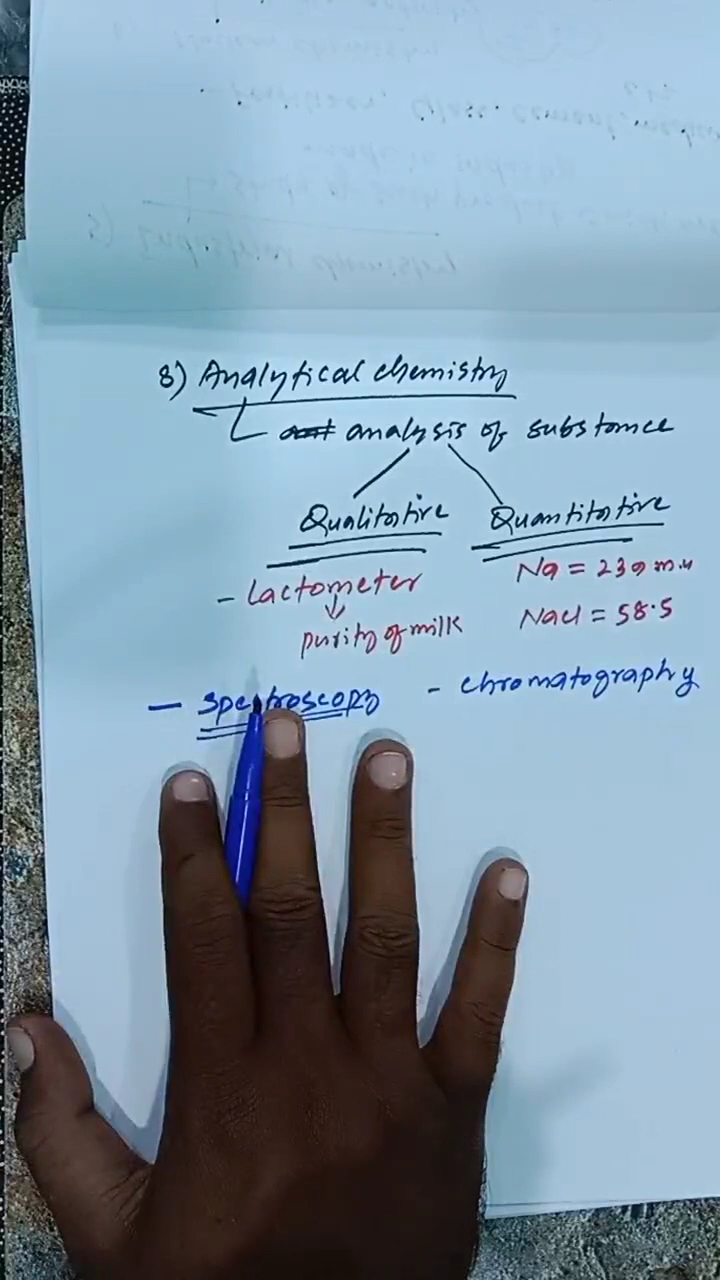 8) Analytical chemistry
analysis of substance
Qualitative Quantitative
- Lactometer Na = 23 a m.u
purity of milk NaCl = 58.5
- spectroscopy - chromatography